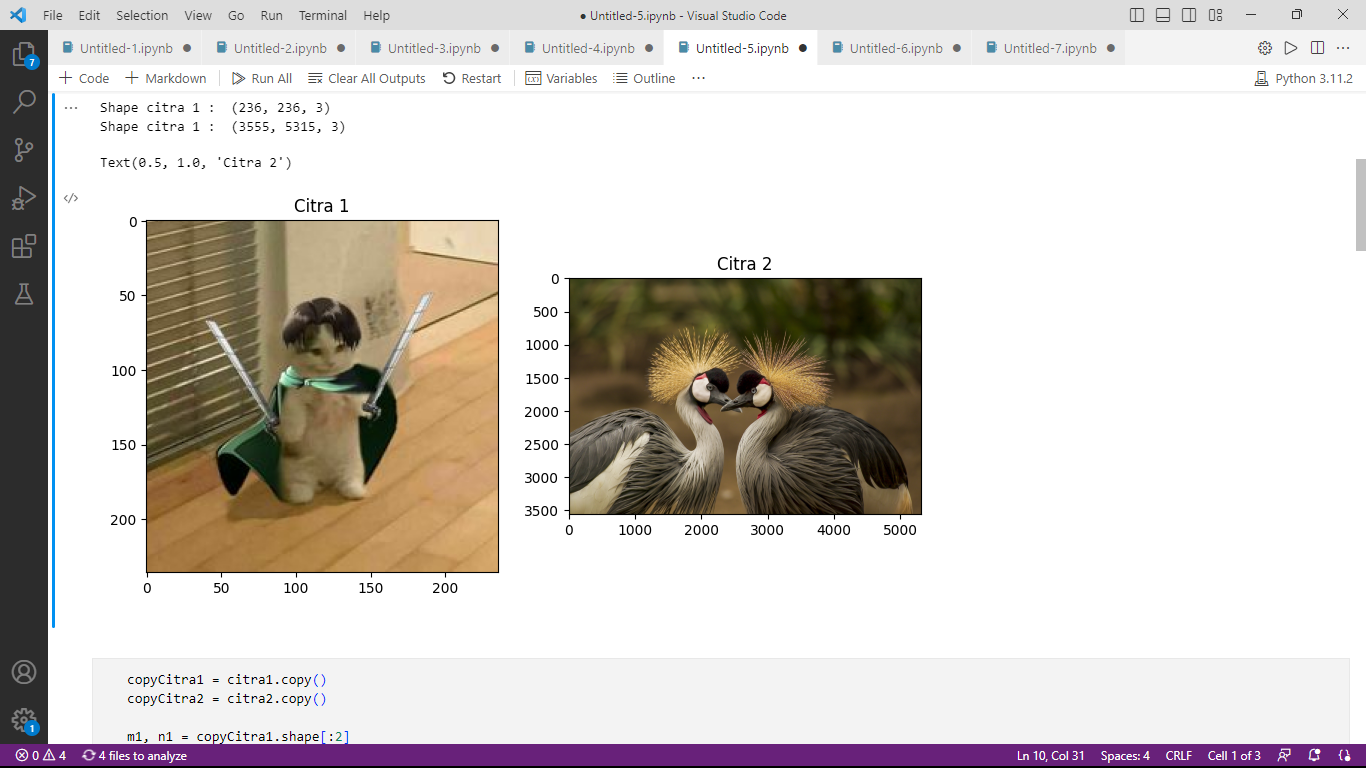 File Edit Selection View Go Run Terminal Help ● Untitled-5.ipynb - Visual Studio Code
Untitled-1.ipynb ● Untitled-2.ipynb ● Untitled-3.ipynb ● Untitled-4.ipynb ● Untitled-5.ipynb ● Untitled-6.ipynb ● Untitled-7.ipynb ●
7
+ Code + Markdown Run All Clear All Outputs Restart Variables Outline ··· Python 3.11.2
Shape citra 1 :  (236, 236, 3)
Shape citra 1 :  (3555, 5315, 3)
Text(0.5, 1.0, 'Citra 2')
Citra 1
0
50
100
150
200
0 50 100 150 200
Citra 2
0
500
1000
1500
2000
2500
3000
3500
0 1000 2000 3000 4000 5000
copyCitra1 = citra1.copy()
copyCitra2 = citra2.copy()
m1, n1 = copyCitra1.shape[:2]
1
0 4 4 files to analyze Ln 10, Col 31 Spaces: 4 CRLF Cell 1 of 3